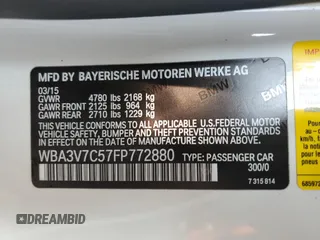 MFD BY BAYERISCHE MOTOREN WERKE AG
03/15
GVWR 4780 lbs 2168 kg
GAWR FRONT 2125 lbs 964 kg
GAWR REAR 2710 lbs 1229 kg
THIS VEHICLE CONFORMS TO ALL APPLICABLE U.S. FEDERAL
MOTOR VEHICLE SAFETY, BUMPER, AND THEFT PREVENTION
STANDARDS IN EFFECT ON THE DATE OF MANUFACTURE SHOWN ABOVE.
WBA3V7C57FP772880 TYPE: PASSENGER CAR
300/0
7 315 814